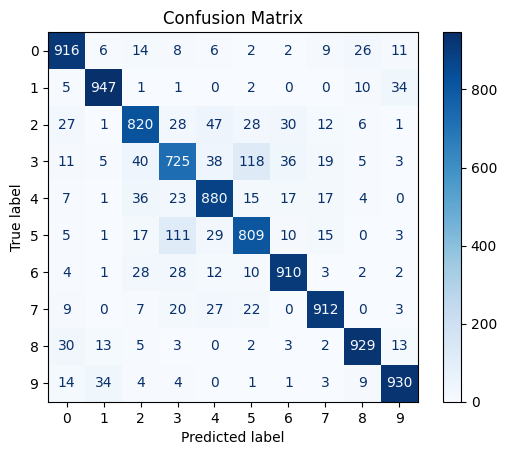 Confusion Matrix
0 916 6 14 8 6 2 2 9 26 11
1 5 947 1 1 0 2 0 0 10 34
2 27 1 820 28 47 28 30 12 6 1
3 11 5 40 725 38 118 36 19 5 3
4 7 1 36 23 880 15 17 17 4 0
5 5 1 17 111 29 809 10 15 0 3
6 4 1 28 28 12 10 910 3 2 2
7 9 0 7 20 27 22 0 912 0 3
8 30 13 5 3 0 2 3 2 929 13
9 14 34 4 4 0 1 1 3 9 930
0 1 2 3 4 5 6 7 8 9
Predicted label
True label
800
600
400
200
0